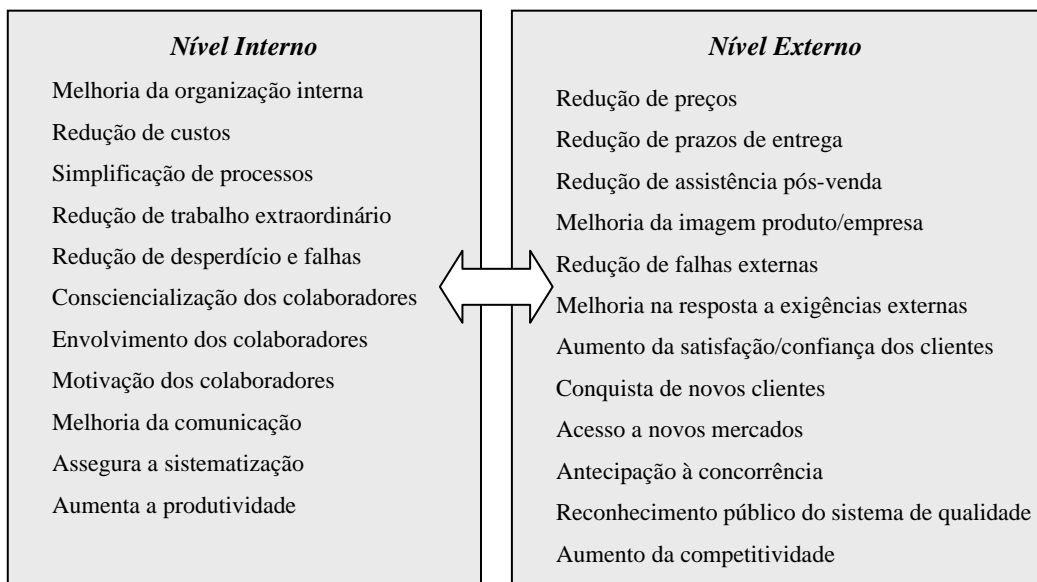 Nível Interno
Melhoria da organização interna
Redução de custos
Simplificação de processos
Redução de trabalho extraordinário
Redução de desperdício e falhas
Consciencialização dos colaboradores
Envolvimento dos colaboradores
Motivação dos colaboradores
Melhoria da comunicação
Assegura a sistematização
Aumenta a produtividade
Nível Externo
Redução de preços
Redução de prazos de entrega
Redução de assistência pós-venda
Melhoria da imagem produto/empresa
Redução de falhas externas
Melhoria na resposta a exigências externas
Aumento da satisfação/confiança dos clientes
Conquista de novos clientes
Acesso a novos mercados
Antecipação à concorrência
Reconhecimento público do sistema de qualidade
Aumento da competitividade